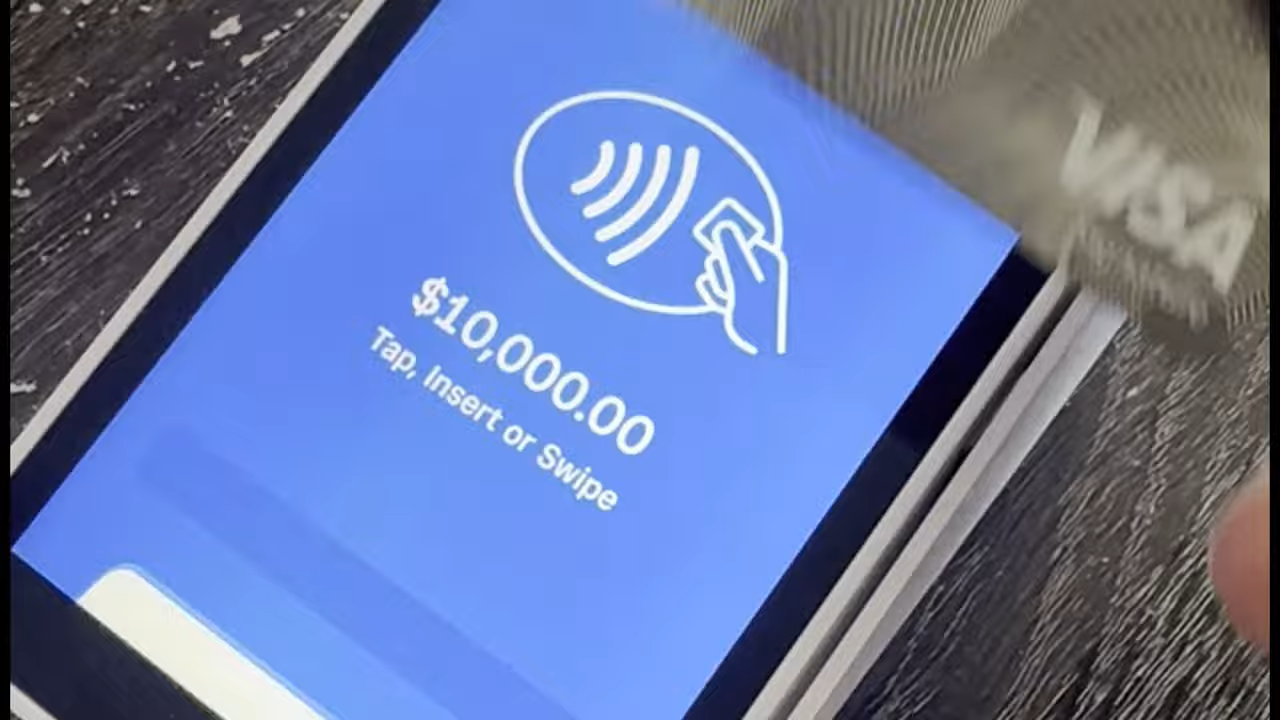 VISA
$10,000.00
Tap, Insert or Swipe